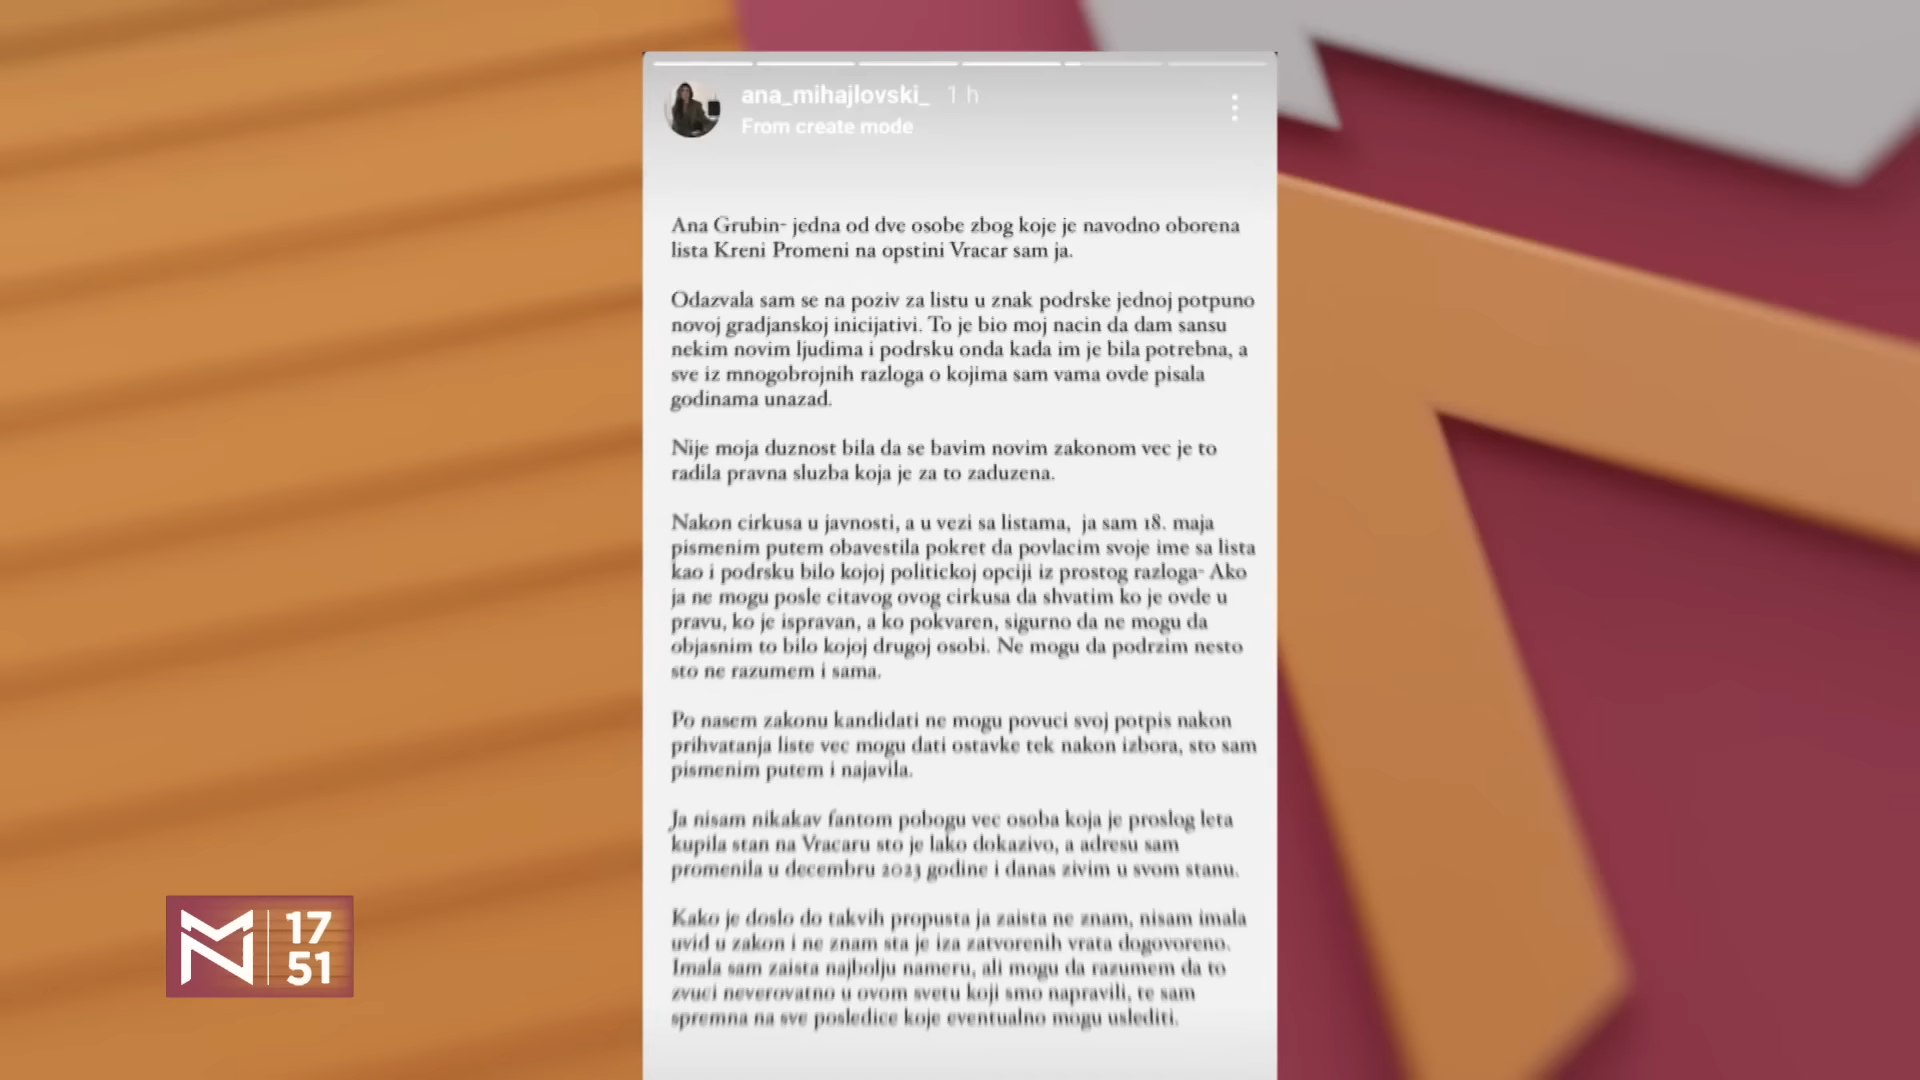 ana_mihajlovski_ 1 h
From create mode
Ana Grubin- jedna od dve osobe zbog koje je navodno oborena
lista Kreni Promeni na opstini Vracar sam ja.
Odazvala sam se na poziv za listu u znak podrske jednoj potpuno
novoj gradjanskoj inicijativi. To je bio moj nacin da dam sansu
nekim novim ljudima i podrsku onda kada im je bila potrebna, a
sve iz mnogobrojnih razloga o kojima sam vama ovde pisala
godinama unazad.
Nije moja duznost bila da se bavim novim zakonom vec je to
radila pravna sluzba koja je za to zaduzena.
Nakon cirkusa u javnosti, a u vezi sa listama, ja sam 18. maja
pismenim putem obavestila pokret da povlacim svoje ime sa lista
kao i podrsku bilo kojoj politickoj opciji iz prostog razloga- Ako
ja ne mogu posle citavog ovog cirkusa da shvatim ko je ovde u
pravu, ko je ispravan, a ko pokvaren, sigurno da ne mogu da
objasnim to bilo kojoj drugoj osobi. Ne mogu da podrzim nesto
sto ne razumem i sama.
Po nasem zakonu kandidati ne mogu povuci svoj potpis nakon
prihvatanja liste vec mogu dati ostavke tek nakon izbora, sto sam
pismenim putem i najavila.
Ja nisam nikakav fantom pobogu vec osoba koja je proslog leta
kupila stan na Vracaru sto je lako dokazivo, a adresu sam
promenila u decembru 2023 godine i danas zivim u svom stanu.
Kako je doslo do takvih propusta ja zaista ne znam, nisam imala
uvid u zakon i ne znam sta je iza zatvorenih vrata dogovoreno.
Imala sam zaista najbolju nameru, ali mogu da razumem da to
zvuci neverovatno u ovom svetu koji smo napravili, te sam
spremna na sve posledice koje eventualno mogu uslediti.
17
51